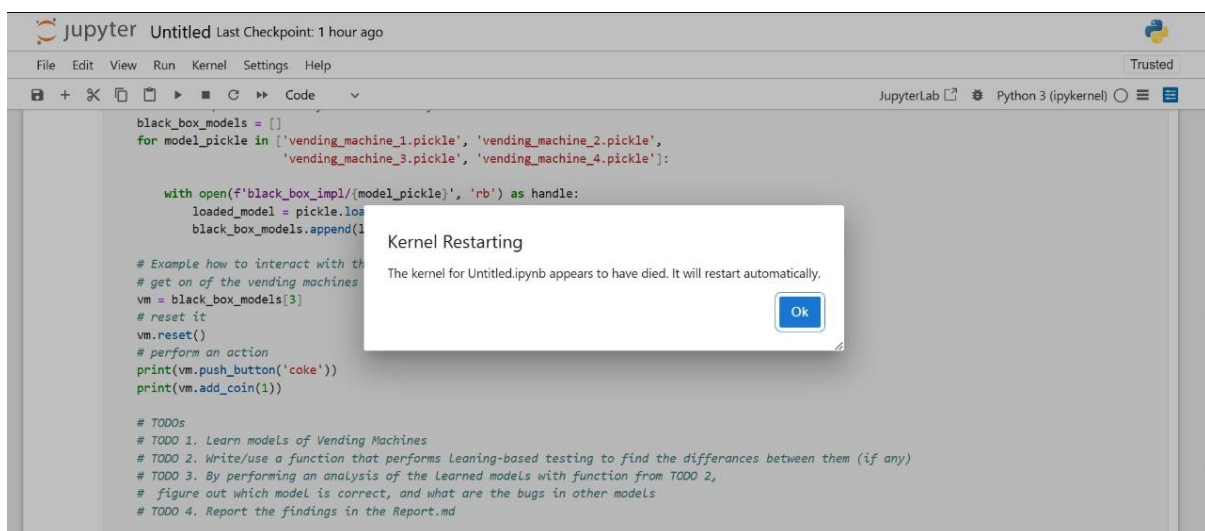 jupyter Untitled Last Checkpoint: 1 hour ago
File Edit View Run Kernel Settings Help Trusted
Code JupyterLab Python 3 (ipykernel)
black_box_models = []
for model_pickle in ['vending_machine_1.pickle', 'vending_machine_2.pickle',
'vending_machine_3.pickle', 'vending_machine_4.pickle']:
with open(f'black_box_impl/{model_pickle}', 'rb') as handle:
loaded_model = pickle.loa
black_box_models.append(l
# Example how to interact with th
# get on of the vending machines
vm = black_box_models[3]
# reset it
vm.reset()
# perform an action
print(vm.push_button('coke'))
print(vm.add_coin(1))
Kernel Restarting
The kernel for Untitled.ipynb appears to have died. It will restart automatically.
Ok
# TODOs
# TODO 1. Learn models of Vending Machines
# TODO 2. Write/use a function that performs leaning-based testing to find the differances between them (if any)
# TODO 3. By performing an analysis of the learned models with function from TODO 2,
# figure out which model is correct, and what are the bugs in other models
# TODO 4. Report the findings in the Report.md